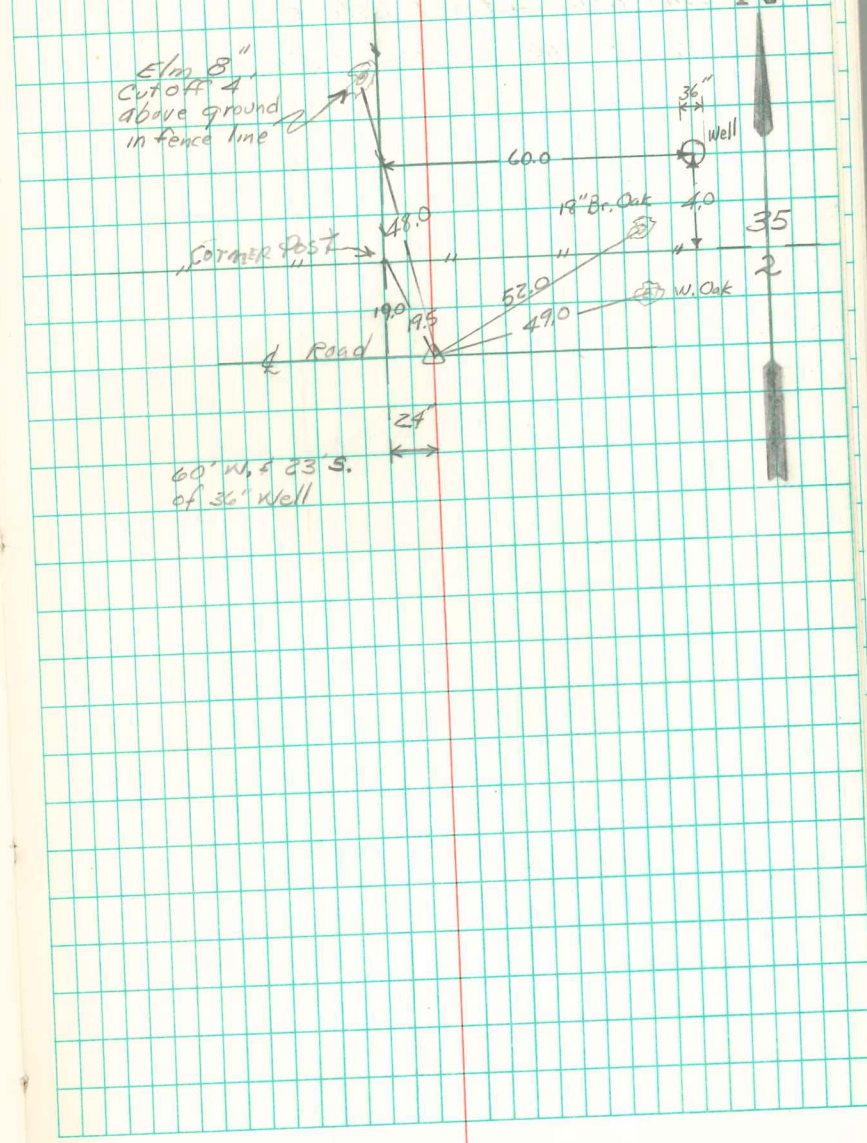 Elm 8"
Cutoff 4'
above ground
in fence line
36"
Well
60.0
18" Br. Oak
4.0
35
2
48.0
CORNER POST
W. Oak
52.0
49.0
19.0
19.5
℄ Road
24"
60' W. & 23' S.
of 36" Well